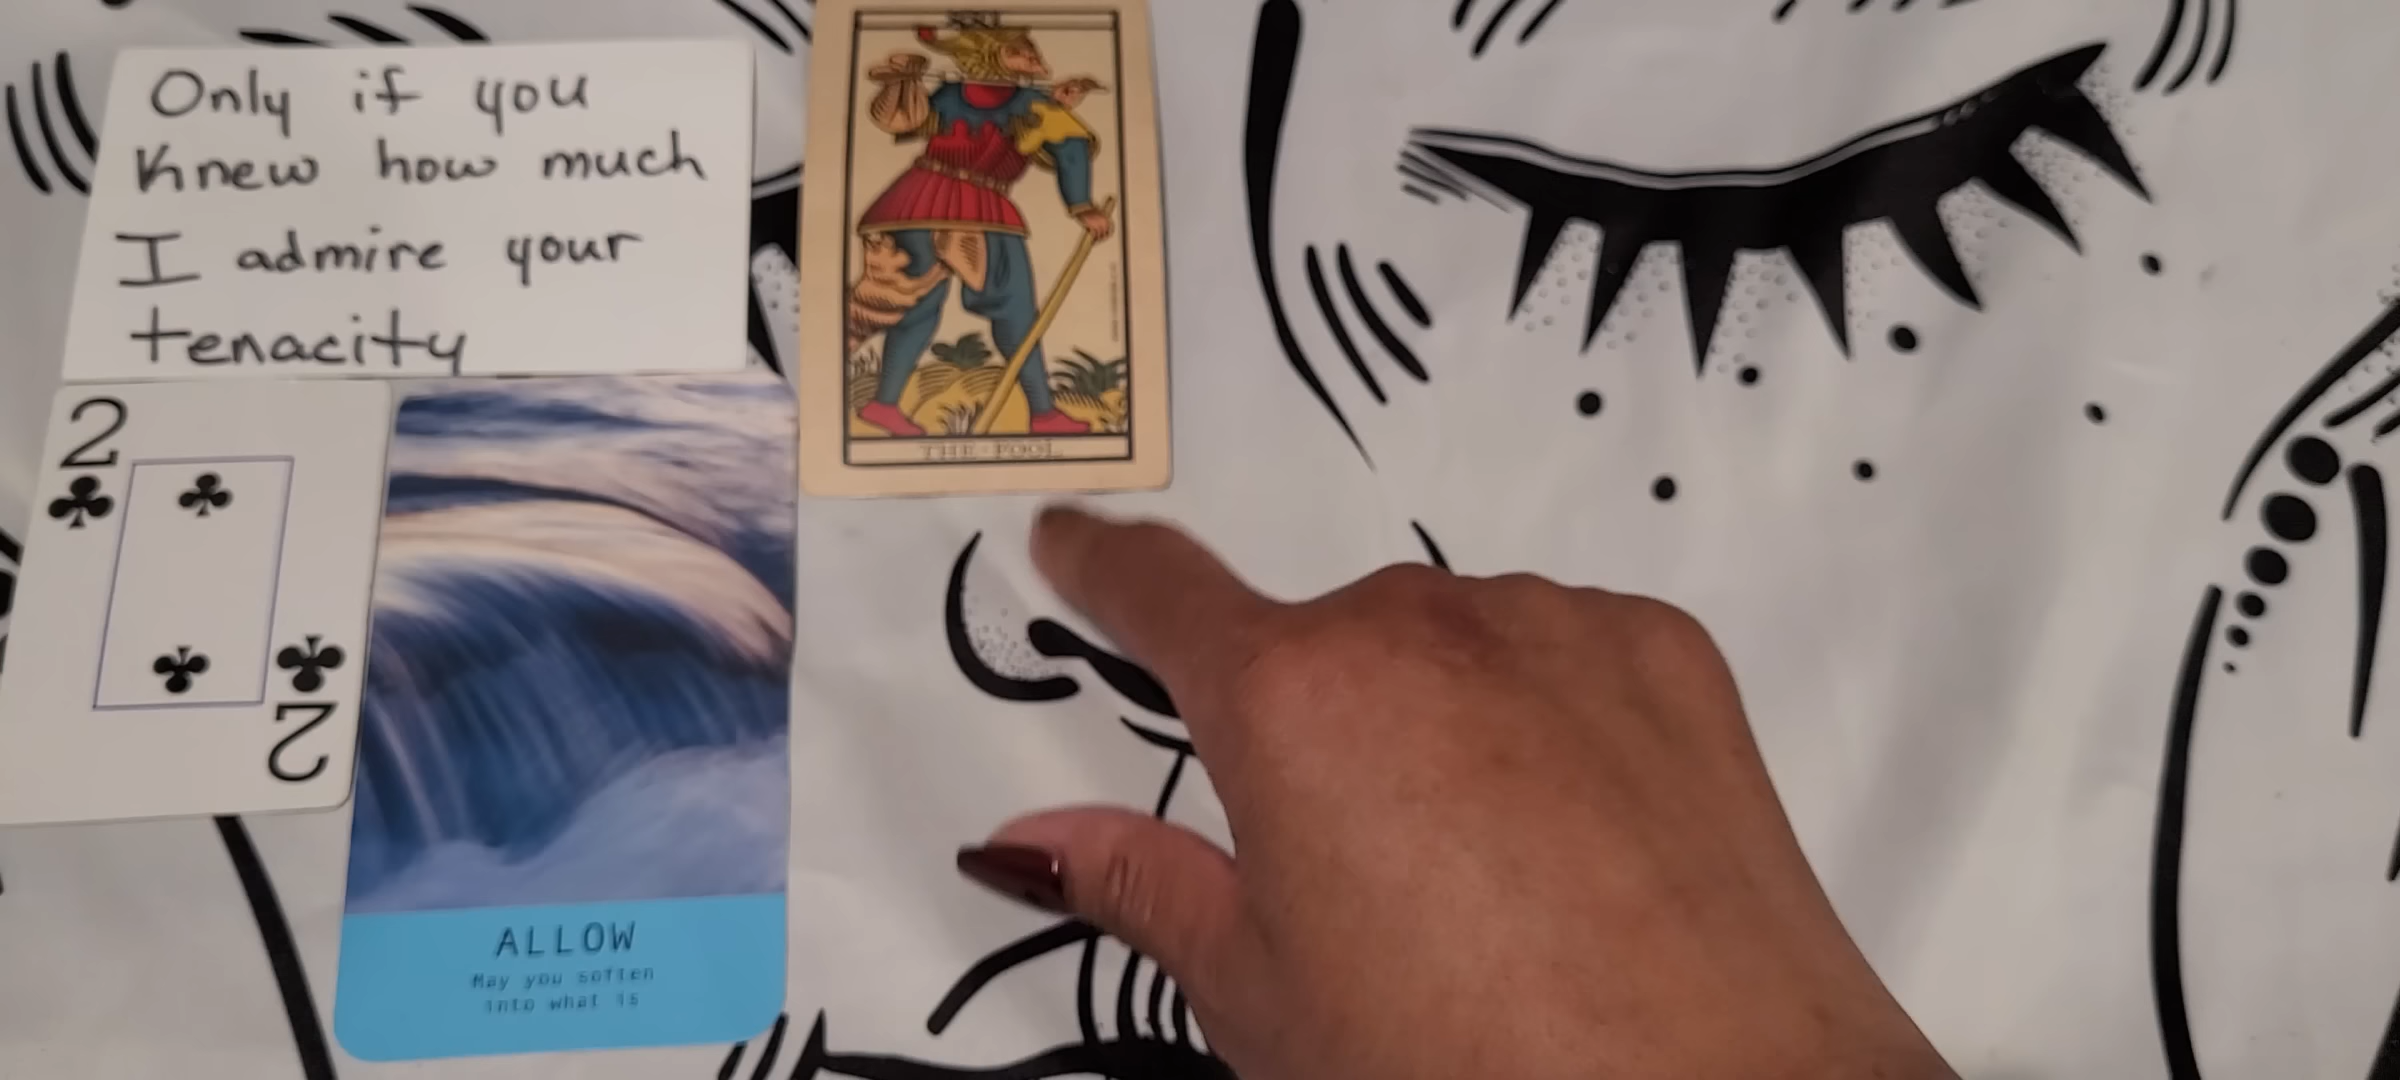 Only if you
Knew how much
I admire your
tenacity
XXI
THE · FOOL
2
2
ALLOW
May you soften
into what is